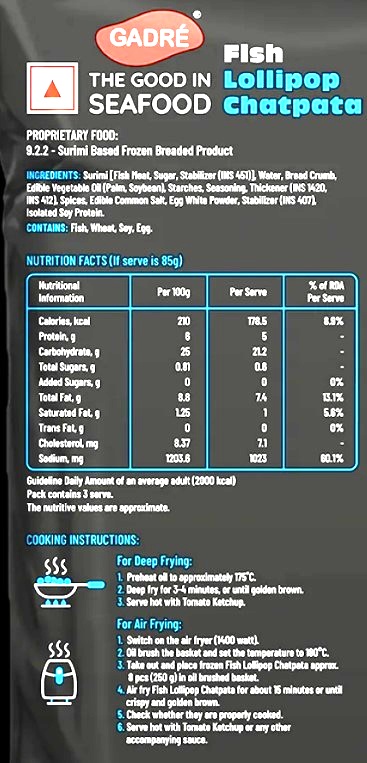 GADRÉ®
THE GOOD IN
SEAFOOD
Fish
Lollipop
Chatpata
PROPRIETARY FOOD:
9.2.2 - Surimi Based Frozen Breaded Product
INGREDIENTS: Surimi [Fish Meat, Sugar, Stabilizer (INS 451)], Water, Bread Crumb,
Edible Vegetable Oil (Palm, Soybean), Starches, Seasoning, Thickener (INS 1420,
INS 412), Spices, Edible Common Salt, Egg White Powder, Stabilizer (INS 407),
Isolated Soy Protein.
CONTAINS: Fish, Wheat, Soy, Egg.
NUTRITION FACTS (If serve is 85g)
Nutritional Information Per 100g Per Serve % of RDA Per Serve
Calories, kcal 210 178.5 8.9%
Protein, g 6 5 -
Carbohydrate, g 25 21.2 -
Total Sugars, g 0.81 0.6 -
Added Sugars, g 0 0 0%
Total Fat, g 8.8 7.4 13.1%
Saturated Fat, g 1.25 1 5.6%
Trans Fat, g 0 0 0%
Cholesterol, mg 8.37 7.1 -
Sodium, mg 1203.6 1023 60.1%
Guideline Daily Amount of an average adult (2000 kcal)
Pack contains 3 serve.
The nutritive values are approximate.
COOKING INSTRUCTIONS:
For Deep Frying:
1. Preheat oil to approximately 175°C.
2. Deep fry for 3-4 minutes, or until golden brown.
3. Serve hot with Tomato Ketchup.
For Air Frying:
1. Switch on the air fryer (1400 watt).
2. Oil brush the basket and set the temperature to 180°C.
3. Take out and place frozen Fish Lollipop Chatpata approx.
8 pcs (250 g) in oil brushed basket.
4. Air fry Fish Lollipop Chatpata for about 15 minutes or until
crispy and golden brown.
5. Check whether they are properly cooked.
6. Serve hot with Tomato Ketchup or any other
accompanying sauce.